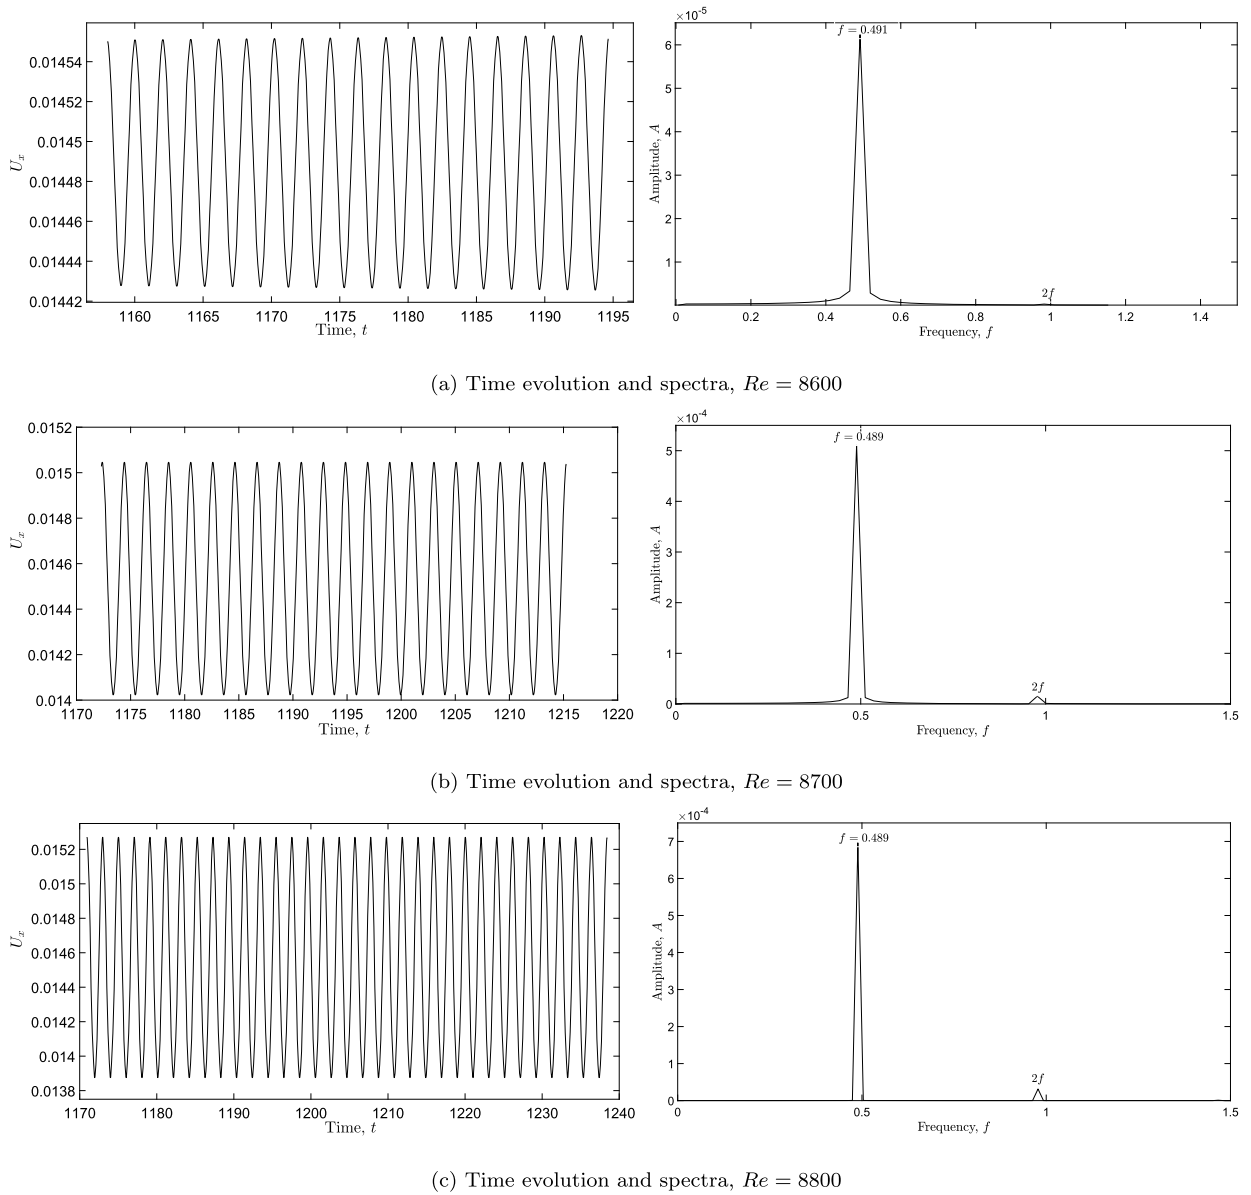 0.01454
0.01452
0.0145
0.01448
0.01446
0.01444
0.01442
U_x
1160 1165 1170 1175 1180 1185 1190 1195
Time, t
×10^-5
f = 0.491
6
5
4
3
2
1
Amplitude, A
2f
0 0.2 0.4 0.6 0.8 1 1.2 1.4
Frequency, f
(a) Time evolution and spectra, Re = 8600
0.0152
0.015
0.0148
0.0146
0.0144
0.0142
0.014
U_x
1170 1175 1180 1185 1190 1195 1200 1205 1210 1215 1220
Time, t
×10^-4
f = 0.489
5
4
3
2
1
0
Amplitude, A
2f
0 0.5 1 1.5
Frequency, f
(b) Time evolution and spectra, Re = 8700
0.0152
0.015
0.0148
0.0146
0.0144
0.0142
0.014
0.0138
U_x
1170 1180 1190 1200 1210 1220 1230 1240
Time, t
×10^-4
f = 0.489
7
6
5
4
3
2
1
0
Amplitude, A
2f
0 0.5 1 1.5
Frequency, f
(c) Time evolution and spectra, Re = 8800